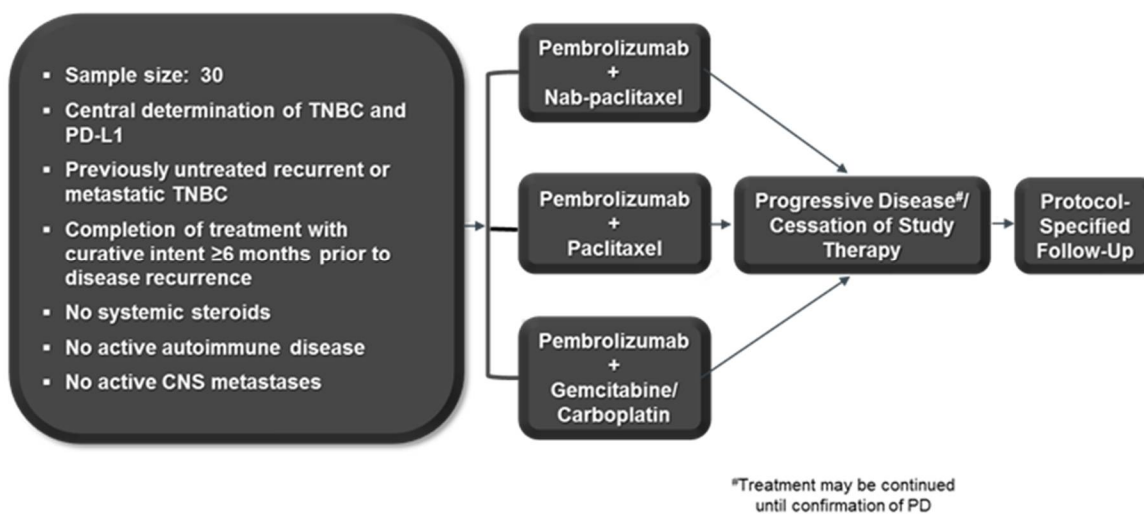 ▪ Sample size: 30
▪ Central determination of TNBC and
PD-L1
▪ Previously untreated recurrent or
metastatic TNBC
▪ Completion of treatment with
curative intent ≥6 months prior to
disease recurrence
▪ No systemic steroids
▪ No active autoimmune disease
▪ No active CNS metastases
Pembrolizumab
+
Nab-paclitaxel
Pembrolizumab
+
Paclitaxel
Pembrolizumab
+
Gemcitabine/
Carboplatin
Progressive Disease#/
Cessation of Study
Therapy
Protocol-
Specified
Follow-Up
#Treatment may be continued
until confirmation of PD